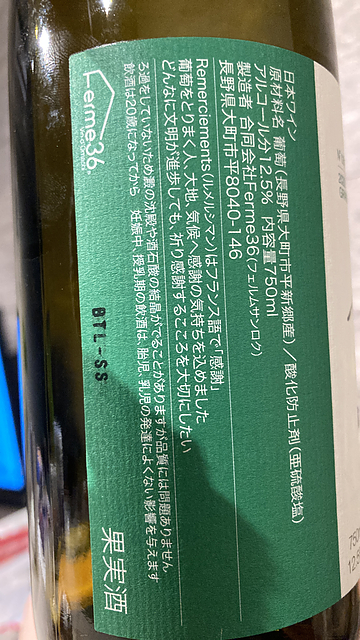 日本ワイン
原材料名 葡萄(長野県大町市平新郷産)／酸化防止剤(亜硫酸塩)
アルコール分12.5% 内容量750ml
製造者 合同会社Ferme36(フェルムサンロク)
長野県大町市平8040-146
Remerciements(ルメルシマン)はフランス語で「感謝」
葡萄をとりまく人、大地、気候へ感謝の気持ちを込めました
どんなに文明が進歩しても、祈り感謝するこころを大切にしたい
ろ過をしていないため澱の沈殿や酒石酸の結晶がでることがありますが品質には問題ありません
飲酒は20歳になってから 妊娠中、授乳期の飲酒は、胎児、乳児の発達によくない影響を与えます
Ferme36
果実酒
BTL-SS